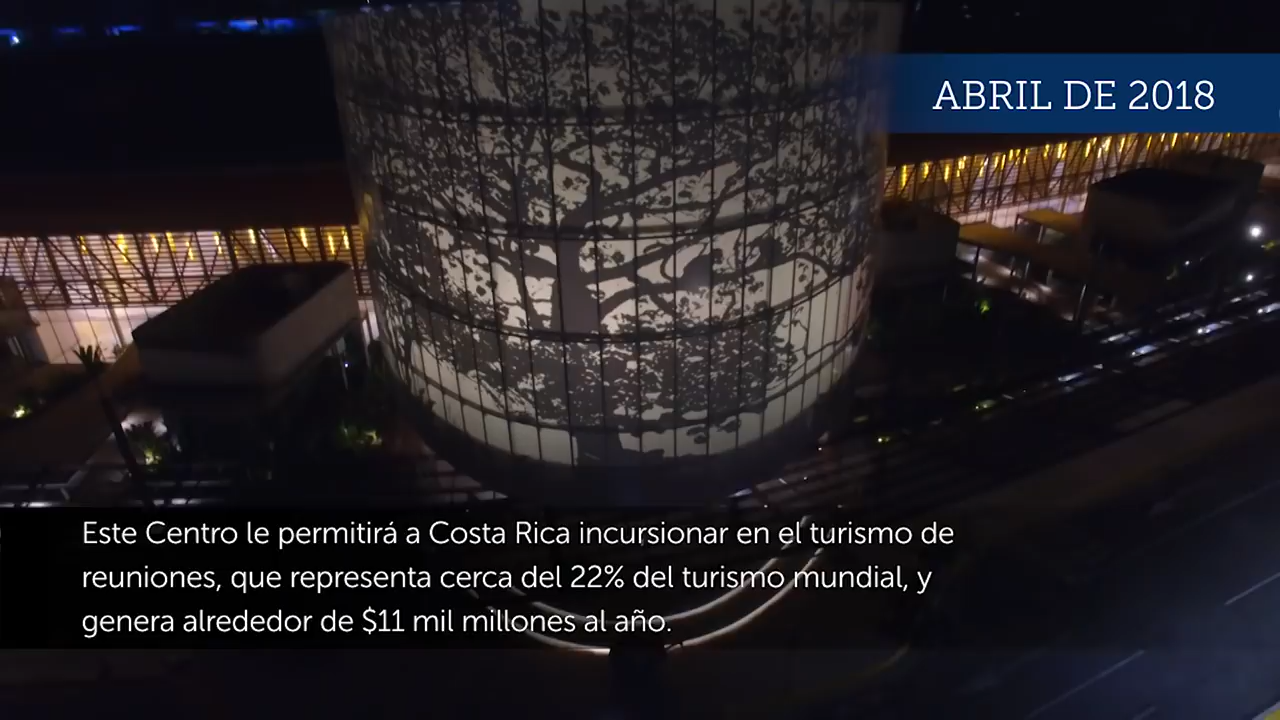 ABRIL DE 2018
Este Centro le permitirá a Costa Rica incursionar en el turismo de
reuniones, que representa cerca del 22% del turismo mundial, y
genera alrededor de $11 mil millones al año.